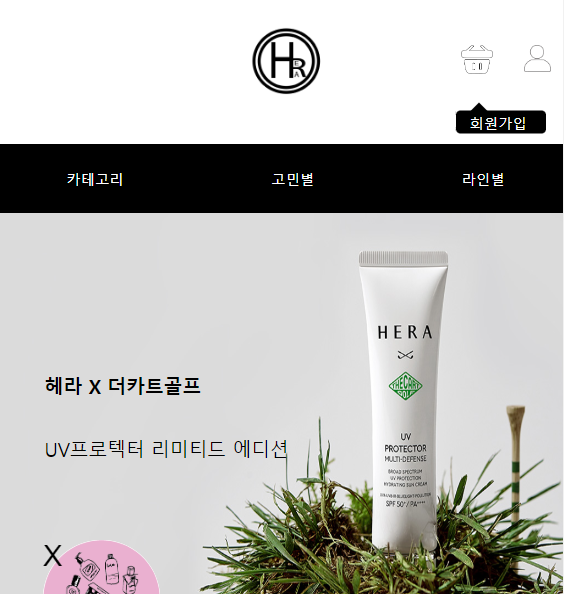 HERA
0
회원가입
카테고리
고민별
라인별
HERA
THE CART
GOLF
헤라 X 더카트골프
UV프로텍터 리미티드 에디션
UV
PROTECTOR
MULTI-DEFENSE
BROAD SPECTRUM
UV PROTECTION
HYDRATING SUN CREAM
SPF 50+/PA++++
X